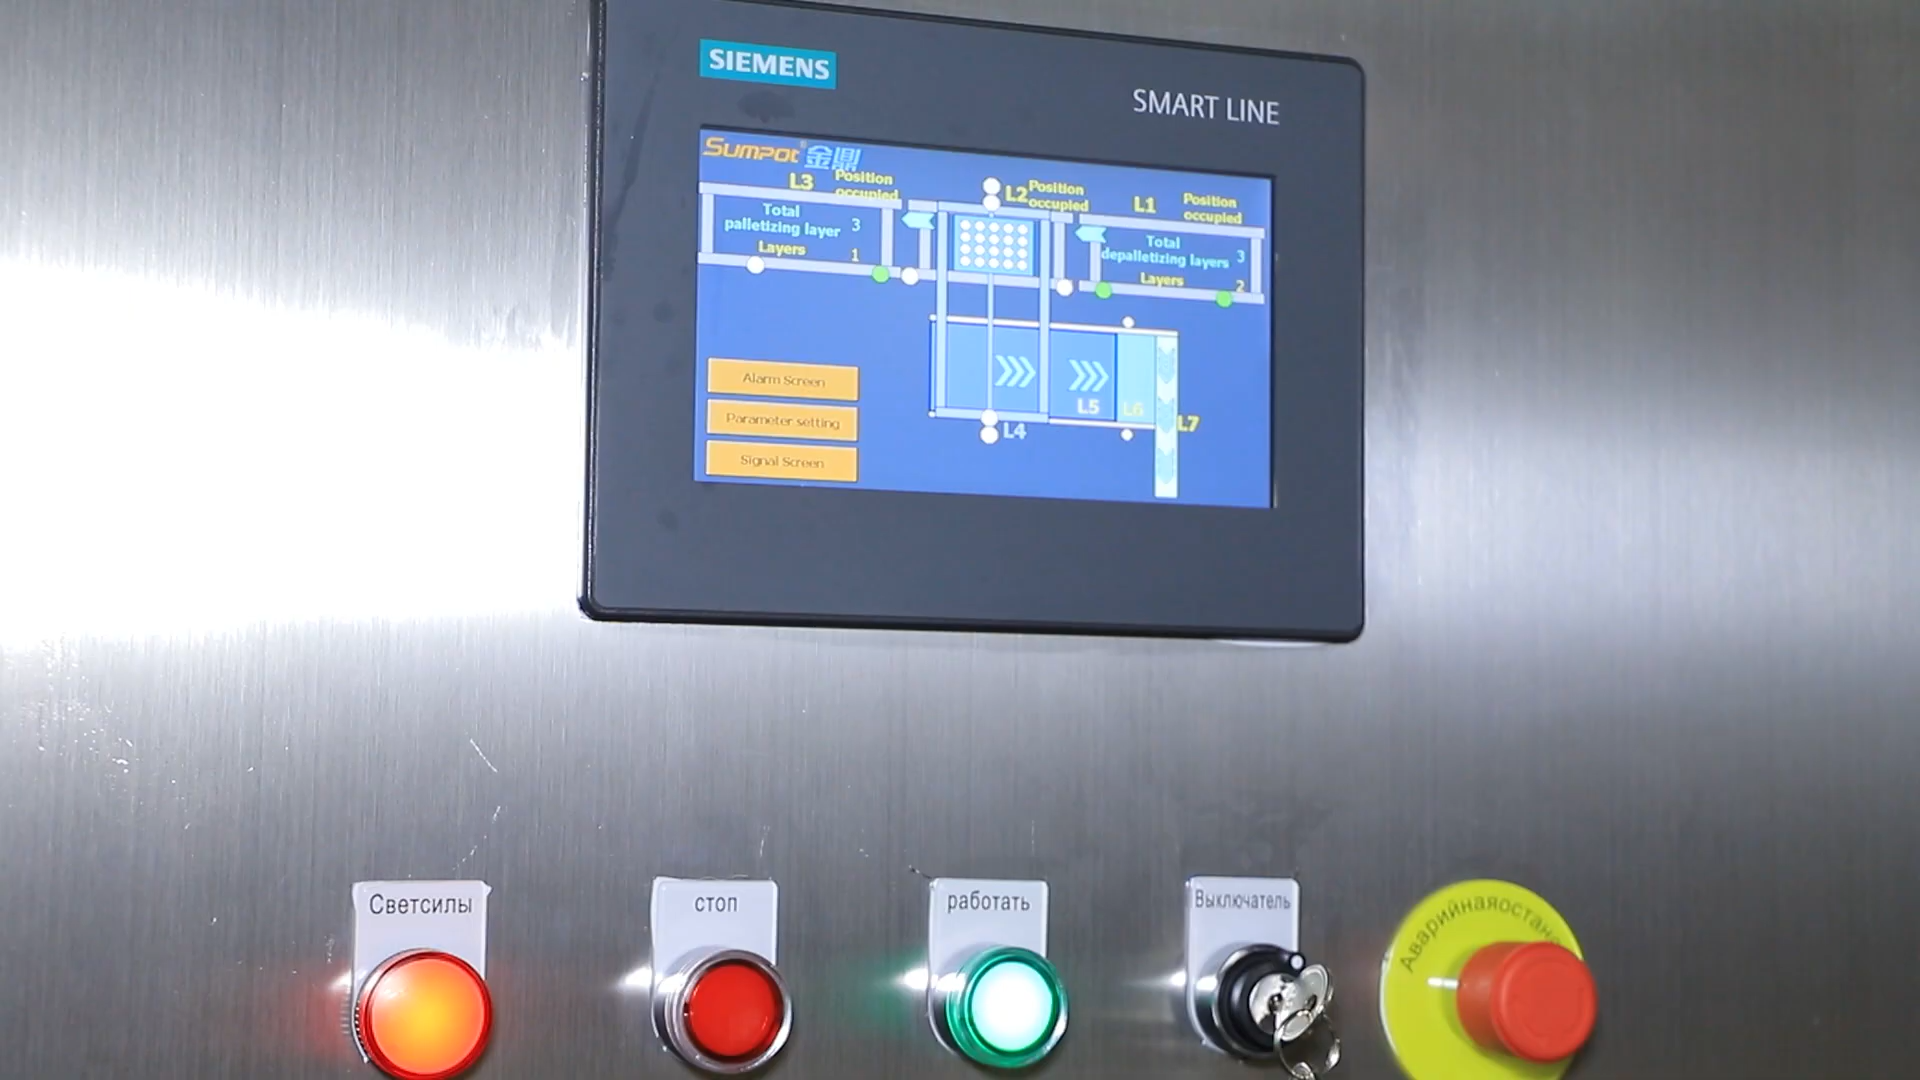 SIEMENS
SMART LINE
Sumpot® 金鼎
L3
Position
occupied
L2
Position
occupied
L1
Position
occupied
Total
palletizing layer 3
Layers 1
Total
depalletizing layers 3
Layers 2
Alarm Screen
Parameter setting
Signal Screen
L5
L6
L7
L4
Светсилы
стоп
работать
Выключатель